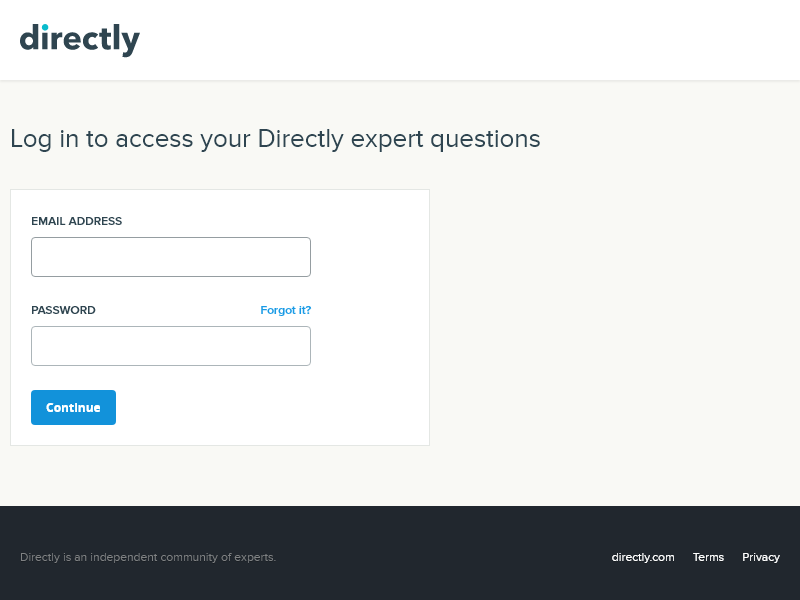 directly
Log in to access your Directly expert questions
EMAIL ADDRESS
PASSWORD Forgot it?
Continue
Directly is an independent community of experts. directly.com Terms Privacy